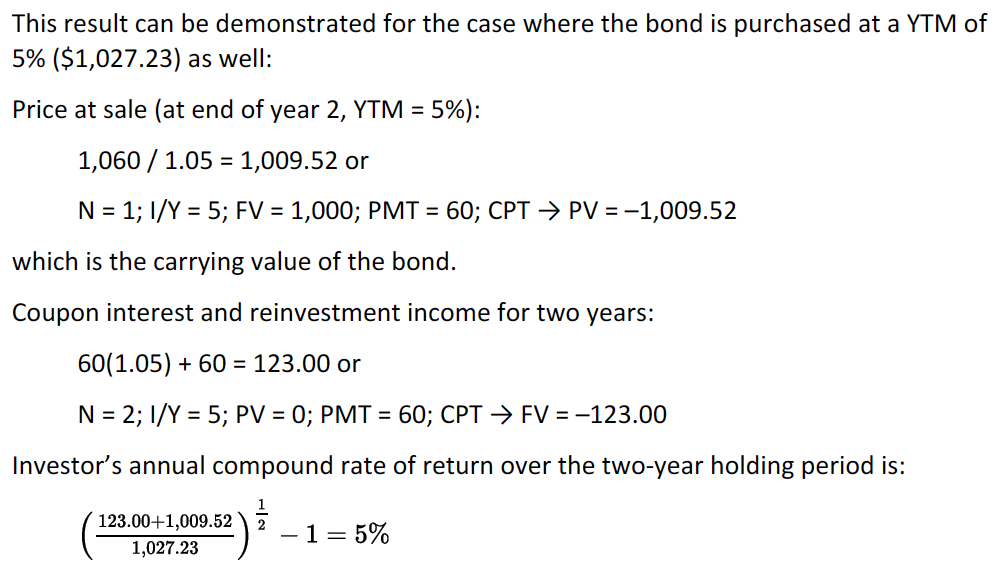 This result can be demonstrated for the case where the bond is purchased at a YTM of
5% ($1,027.23) as well:
Price at sale (at end of year 2, YTM = 5%):
1,060 / 1.05 = 1,009.52 or
N = 1; I/Y = 5; FV = 1,000; PMT = 60; CPT → PV = –1,009.52
which is the carrying value of the bond.
Coupon interest and reinvestment income for two years:
60(1.05) + 60 = 123.00 or
N = 2; I/Y = 5; PV = 0; PMT = 60; CPT → FV = –123.00
Investor’s annual compound rate of return over the two-year holding period is:
(123.00+1,009.52 / 1,027.23)^(1/2) − 1 = 5%